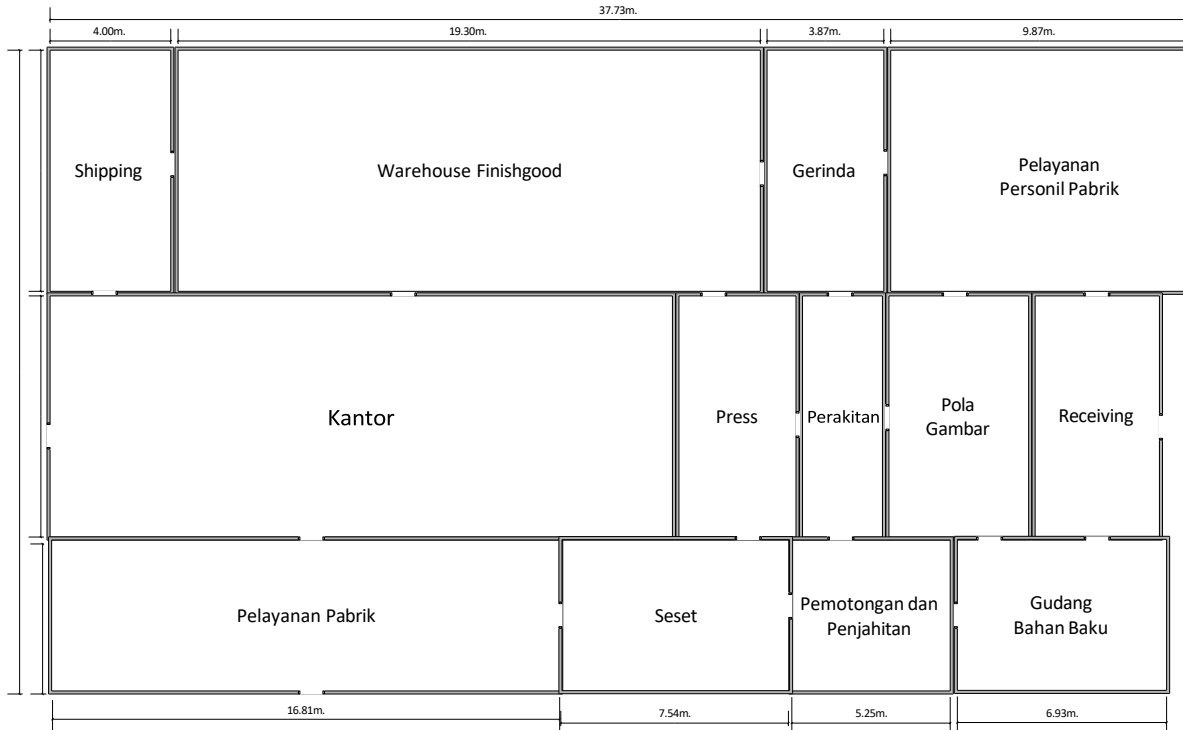 37.73m.
4.00m.
19.30m.
3.87m.
9.87m.
Shipping
Warehouse Finishgood
Gerinda
Pelayanan
Personil Pabrik
Kantor
Press
Perakitan
Pola
Gambar
Receiving
Pelayanan Pabrik
Seset
Pemotongan dan
Penjahitan
Gudang
Bahan Baku
16.81m.
7.54m.
5.25m.
6.93m.